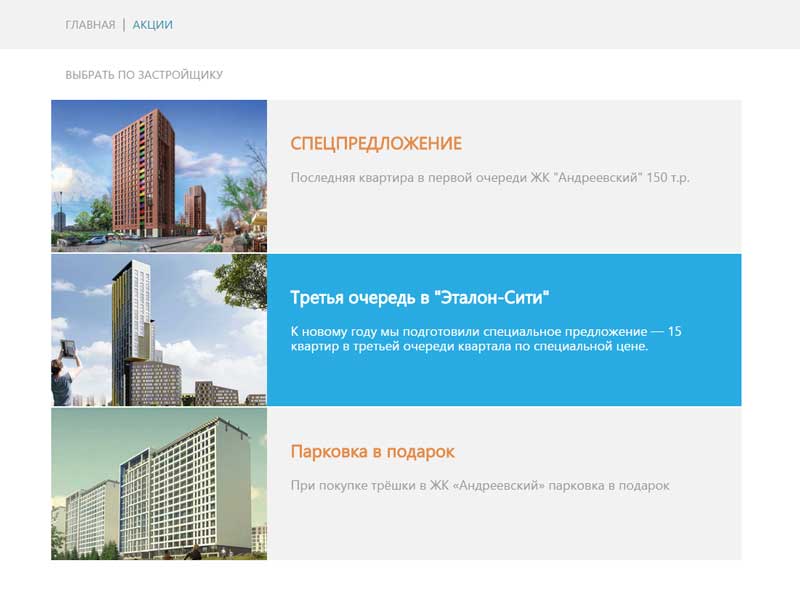 ГЛАВНАЯ | АКЦИИ
ВЫБРАТЬ ПО ЗАСТРОЙЩИКУ
СПЕЦПРЕДЛОЖЕНИЕ
Последняя квартира в первой очереди ЖК "Андреевский" 150 т.р.
Третья очередь в "Эталон-Сити"
К новому году мы подготовили специальное предложение — 15
квартир в третьей очереди квартала по специальной цене.
Парковка в подарок
При покупке трёшки в ЖК «Андреевский» парковка в подарок